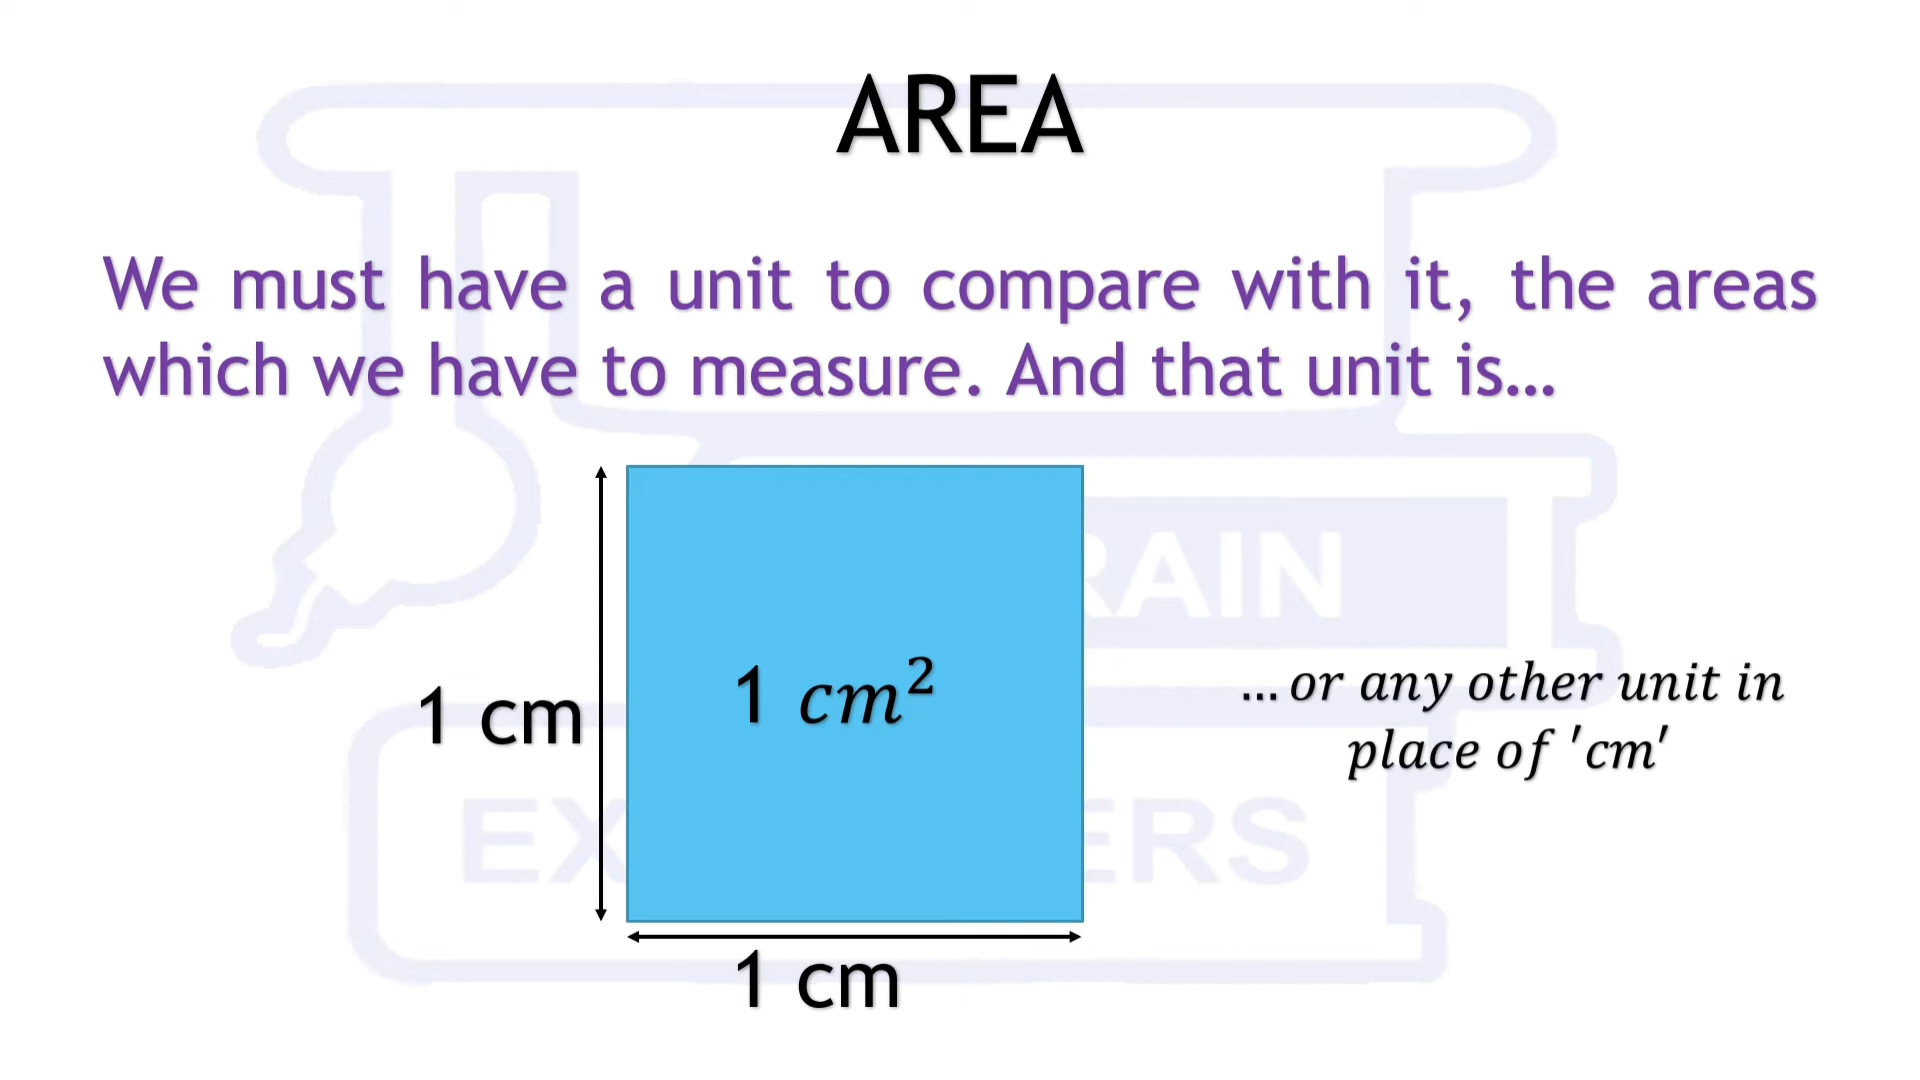 AREA
We must have a unit to compare with it, the areas
which we have to measure. And that unit is...
1 cm
1 cm²
1 cm
... or any other unit in
place of 'cm'